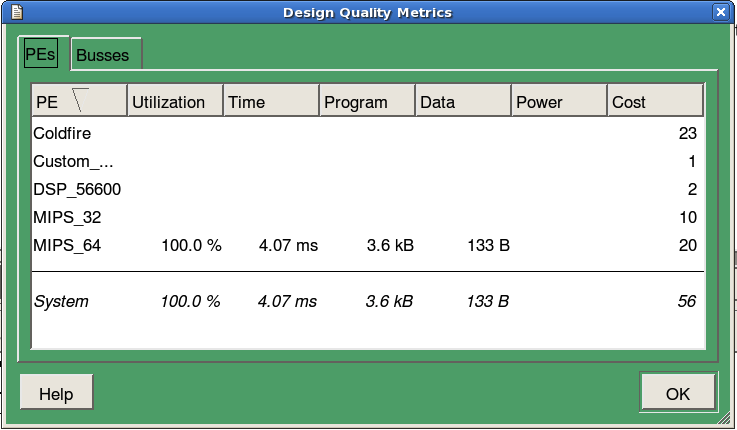 Design Quality Metrics
PEs Busses
PE Utilization Time Program Data Power Cost
Coldfire 23
Custom_... 1
DSP_56600 2
MIPS_32 10
MIPS_64 100.0 % 4.07 ms 3.6 kB 133 B 20
System 100.0 % 4.07 ms 3.6 kB 133 B 56
Help OK